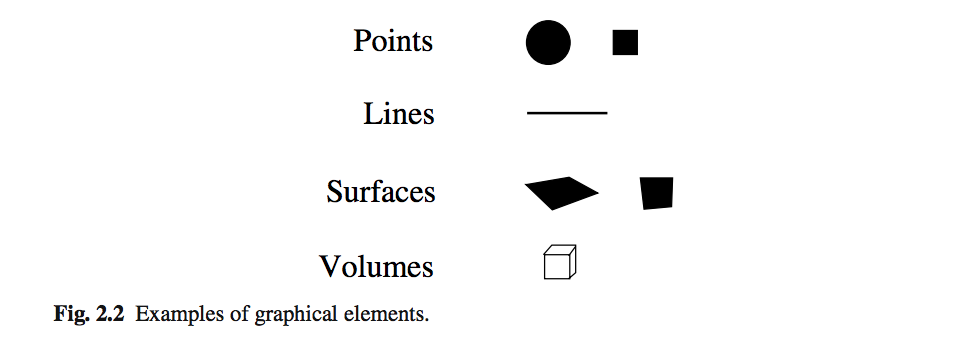 Points
Lines
Surfaces
Volumes
Fig. 2.2 Examples of graphical elements.